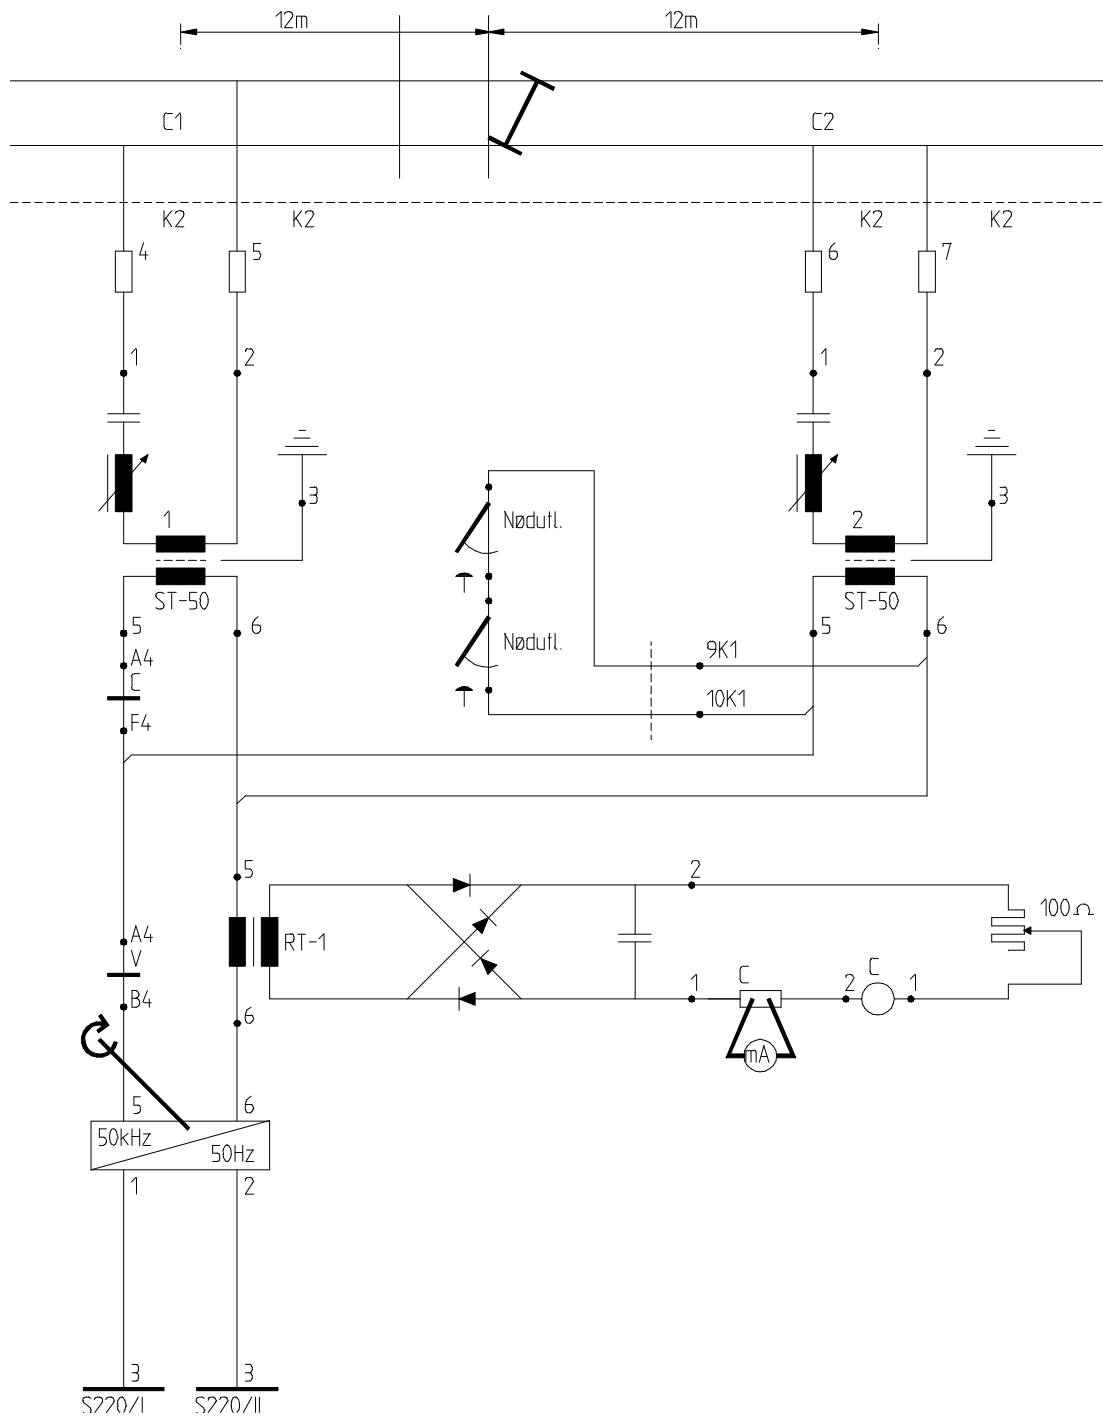 12m 12m
C1 C2
K2 K2 K2 K2
4 5 6 7
1 2 1 2
3 3
1 Nødutl. 2
ST-50 ST-50
5 6 Nødutl. 5 6
A4 9K1
C
F4 10K1
5 2
100Ω
A4 RT-1
V C C
B4 1 2 1
6
mA
5 6
50kHz
50Hz
1 2
3 3
S220/I S220/II